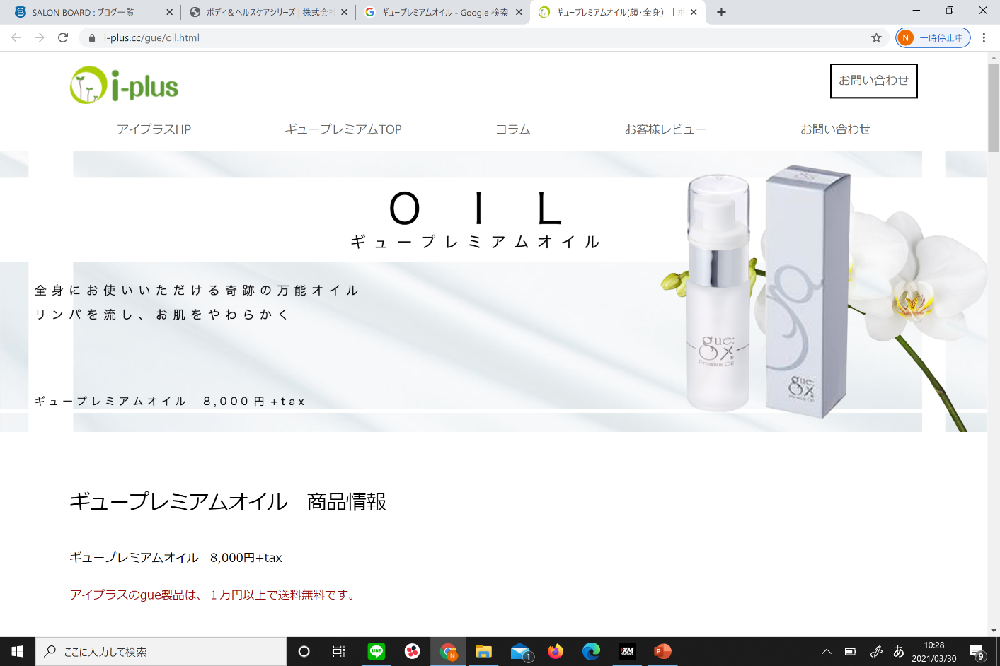 SALON BOARD : ブログ一覧
ボディ＆ヘルスケアシリーズ | 株式会社
ギュープレミアムオイル - Google 検索
ギュープレミアムオイル(顔・全身） | ホ
i-plus.cc/gue/oil.html
N 一時停止中
i-plus
お問い合わせ
アイプラスHP ギュープレミアムTOP コラム お客様レビュー お問い合わせ
OIL
ギュープレミアムオイル
全身にお使いいただける奇跡の万能オイル
リンパを流し、お肌をやわらかく
gue:
gx
Premium Oil
gue:
gx
Premium Oil
ギュープレミアムオイル　8,000円+tax
ギュープレミアムオイル　商品情報
ギュープレミアムオイル　8,000円+tax
アイプラスのgue製品は、１万円以上で送料無料です。
ここに入力して検索
LINE
N
1
XM
P
あ
10:28
2021/03/30
9